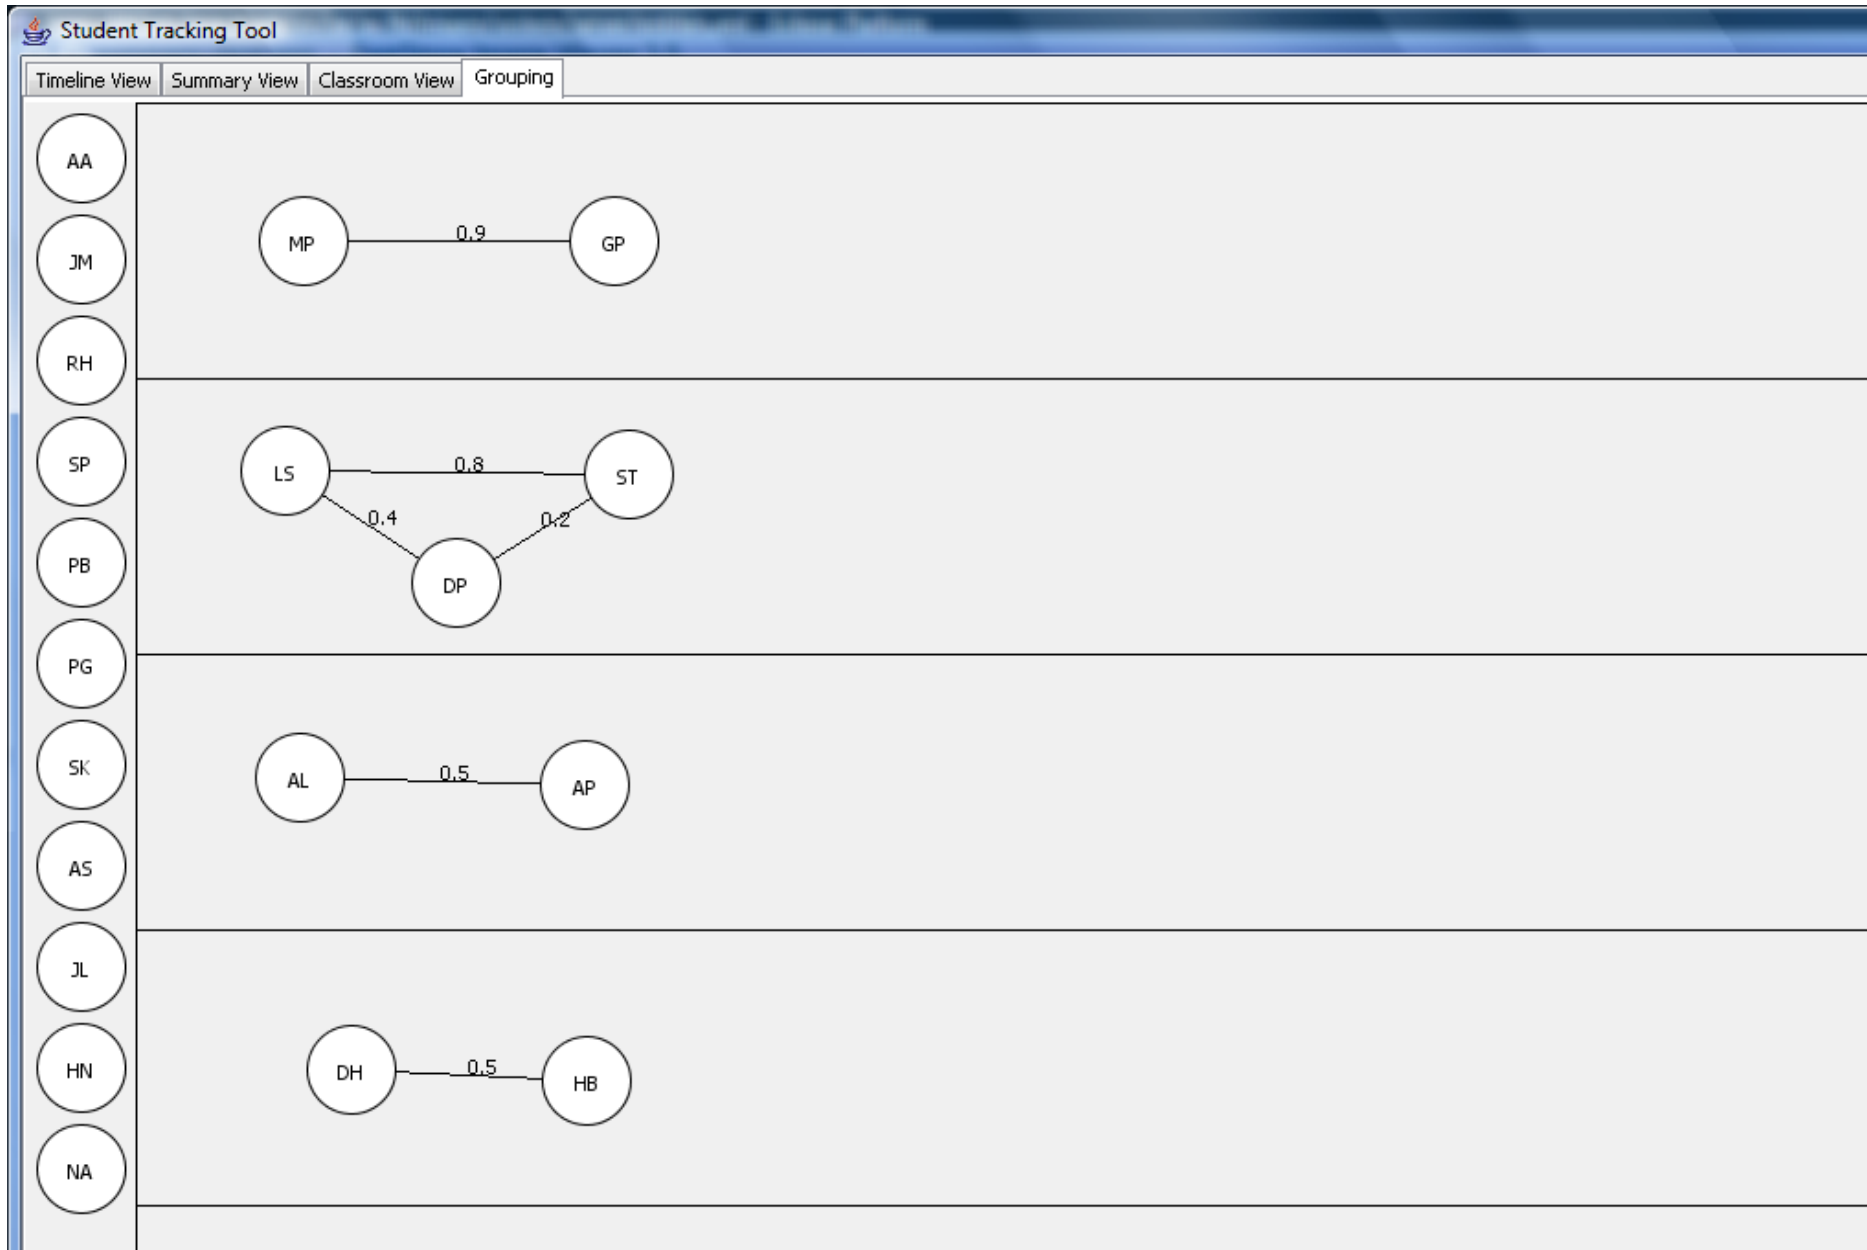 Student Tracking Tool
Timeline View Summary View Classroom View Grouping
AA
JM
RH
SP
PB
PG
SK
AS
JL
HN
NA
MP 0.9 GP
LS 0.8 ST
0.4 0.2
DP
AL 0.5 AP
DH 0.5 HB